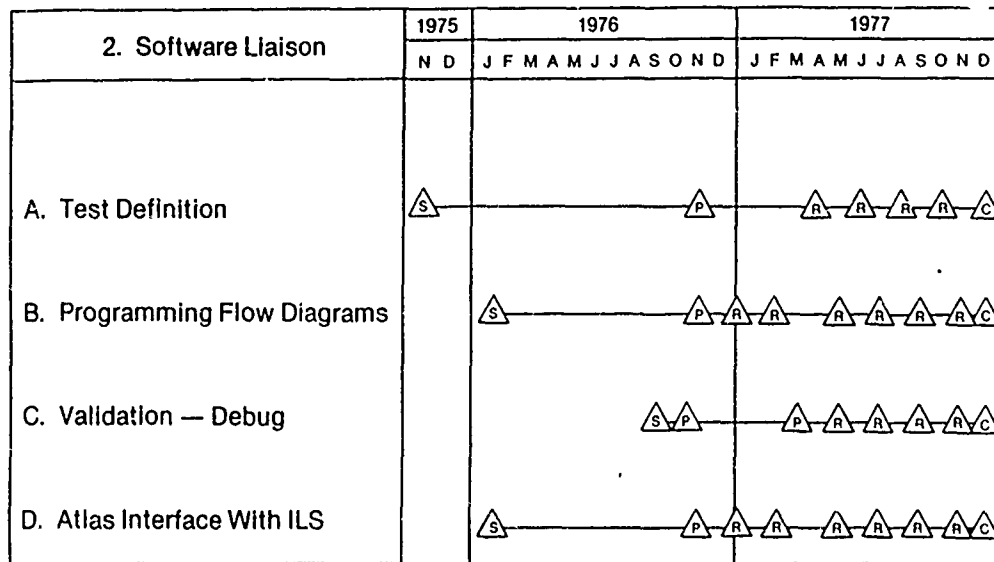 2. Software Liaison
1975 1976 1977
N D J F M A M J J A S O N D J F M A M J J A S O N D
A. Test Definition S P R R R R C
B. Programming Flow Diagrams S P R R R R R R C
C. Validation — Debug S P P R R R R C
D. Atlas Interface With ILS S P R R R R R R C